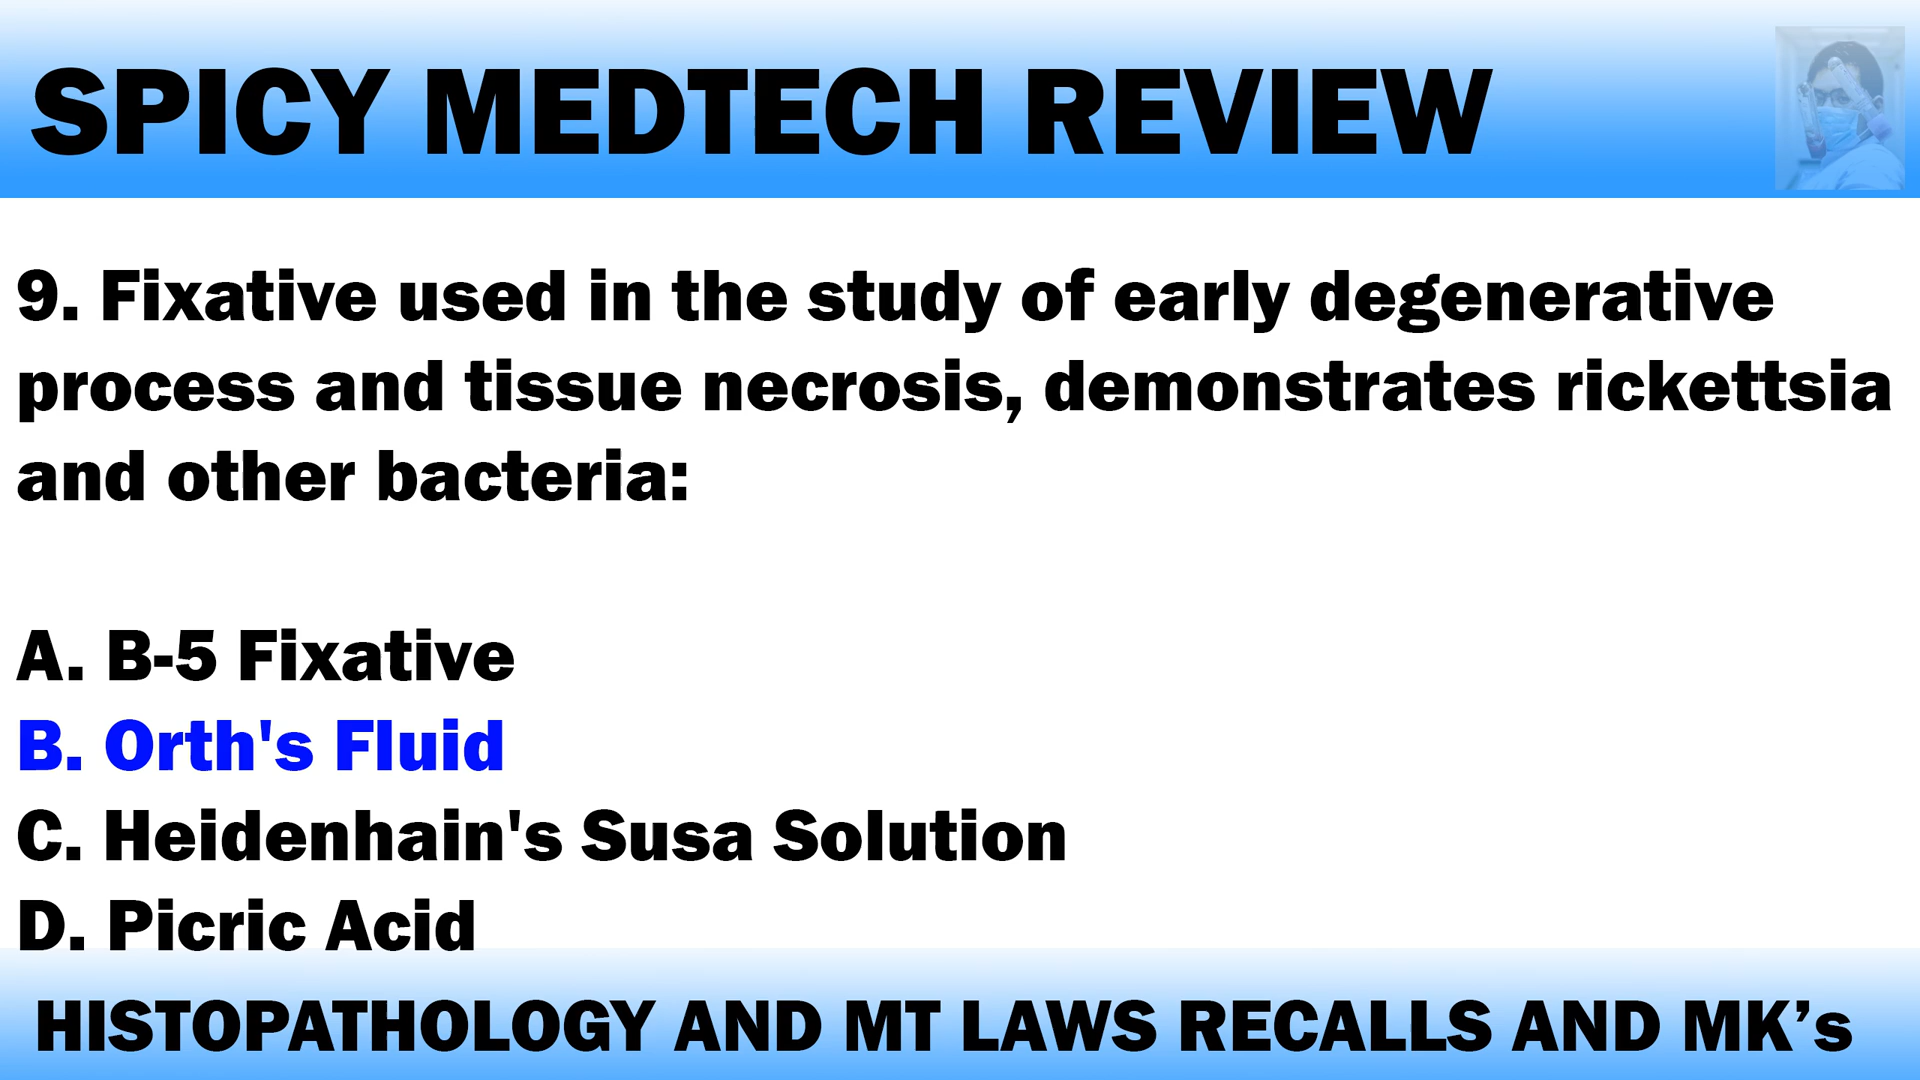 SPICY MEDTECH REVIEW
9. Fixative used in the study of early degenerative
process and tissue necrosis, demonstrates rickettsia
and other bacteria:
A. B-5 Fixative
B. Orth's Fluid
C. Heidenhain's Susa Solution
D. Picric Acid
HISTOPATHOLOGY AND MT LAWS RECALLS AND MK’s